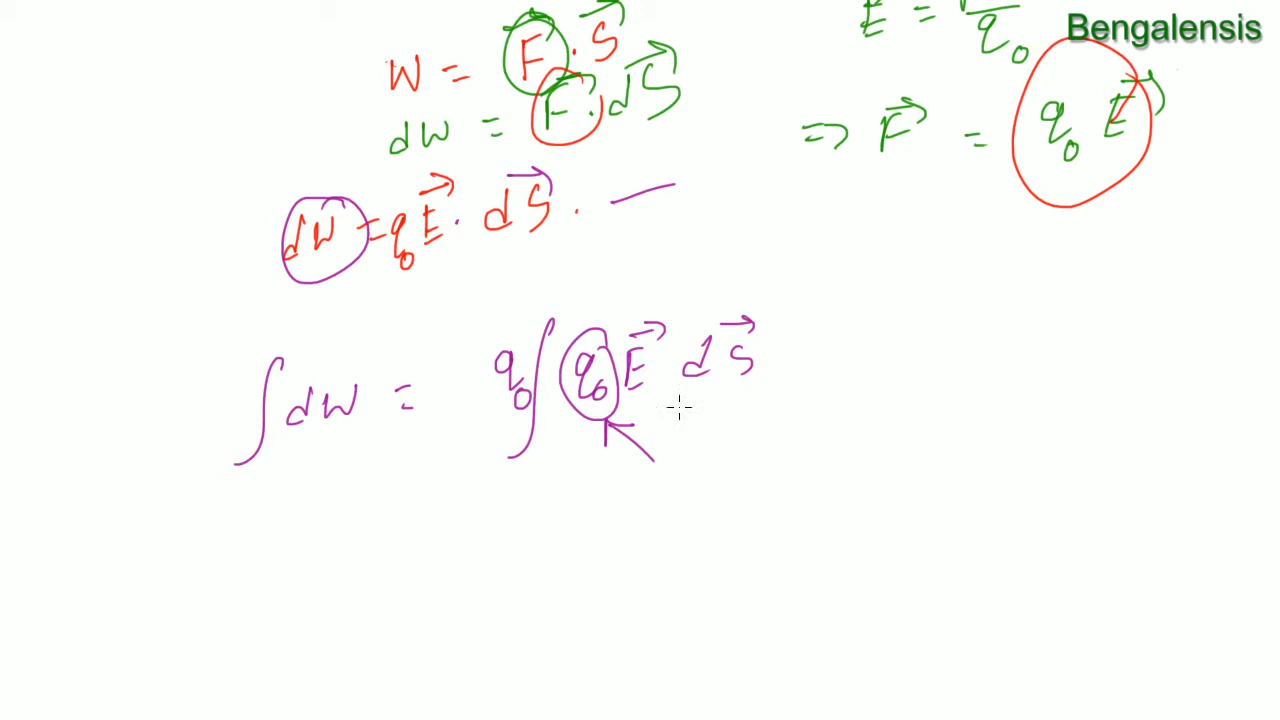 E⃗ = F/q₀
Bengalensis
W = F⃗ · S⃗
dW = F⃗ · dS⃗
⇒ F⃗ = q₀ E⃗
dW = q₀ E⃗ · dS⃗ . —
∫ dW = q₀ ∫ q₀ E⃗ dS⃗